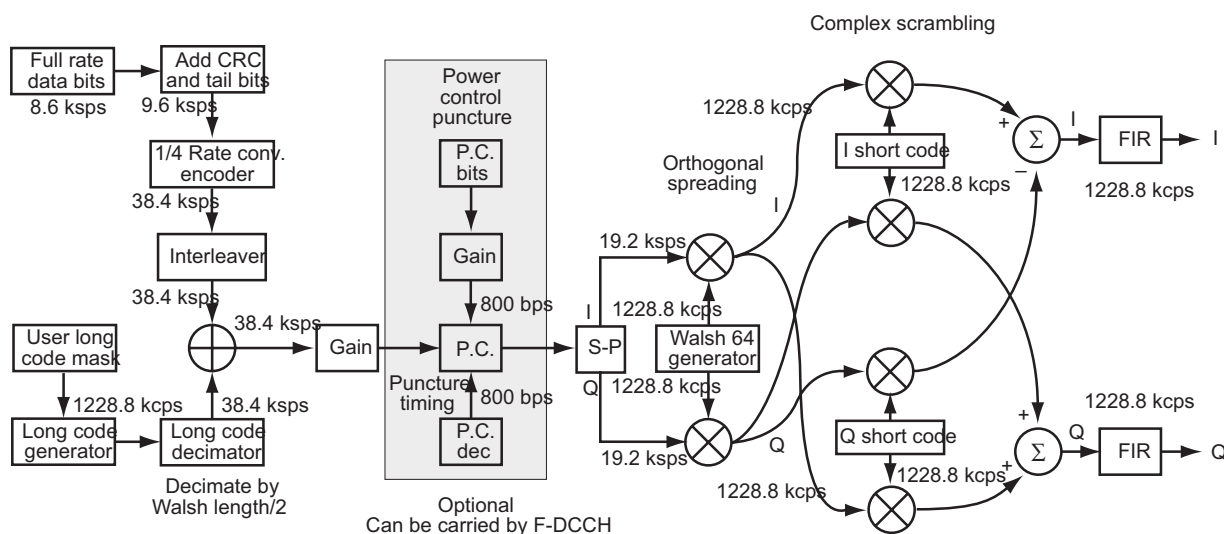 Complex scrambling
Full rate
data bits
8.6 ksps
Add CRC
and tail bits
9.6 ksps
1/4 Rate conv.
encoder
38.4 ksps
Interleaver
38.4 ksps
User long
code mask
1228.8 kcps
Long code
generator
Long code
decimator
38.4 ksps
Decimate by
Walsh length/2
38.4 ksps
Gain
Power
control
puncture
P.C.
bits
Gain
800 bps
P.C.
Puncture
timing
800 bps
P.C.
dec
Optional
Can be carried by F-DCCH
I
S-P
Q
19.2 ksps
1228.8 kcps
Walsh 64
generator
1228.8 kcps
19.2 ksps
Orthogonal
spreading
I
Q
1228.8 kcps
I short code
1228.8 kcps
Q short code
1228.8 kcps
1228.8 kcps
+
−
Σ
I
FIR
I
1228.8 kcps
+
+
Σ
Q
1228.8 kcps
FIR
Q